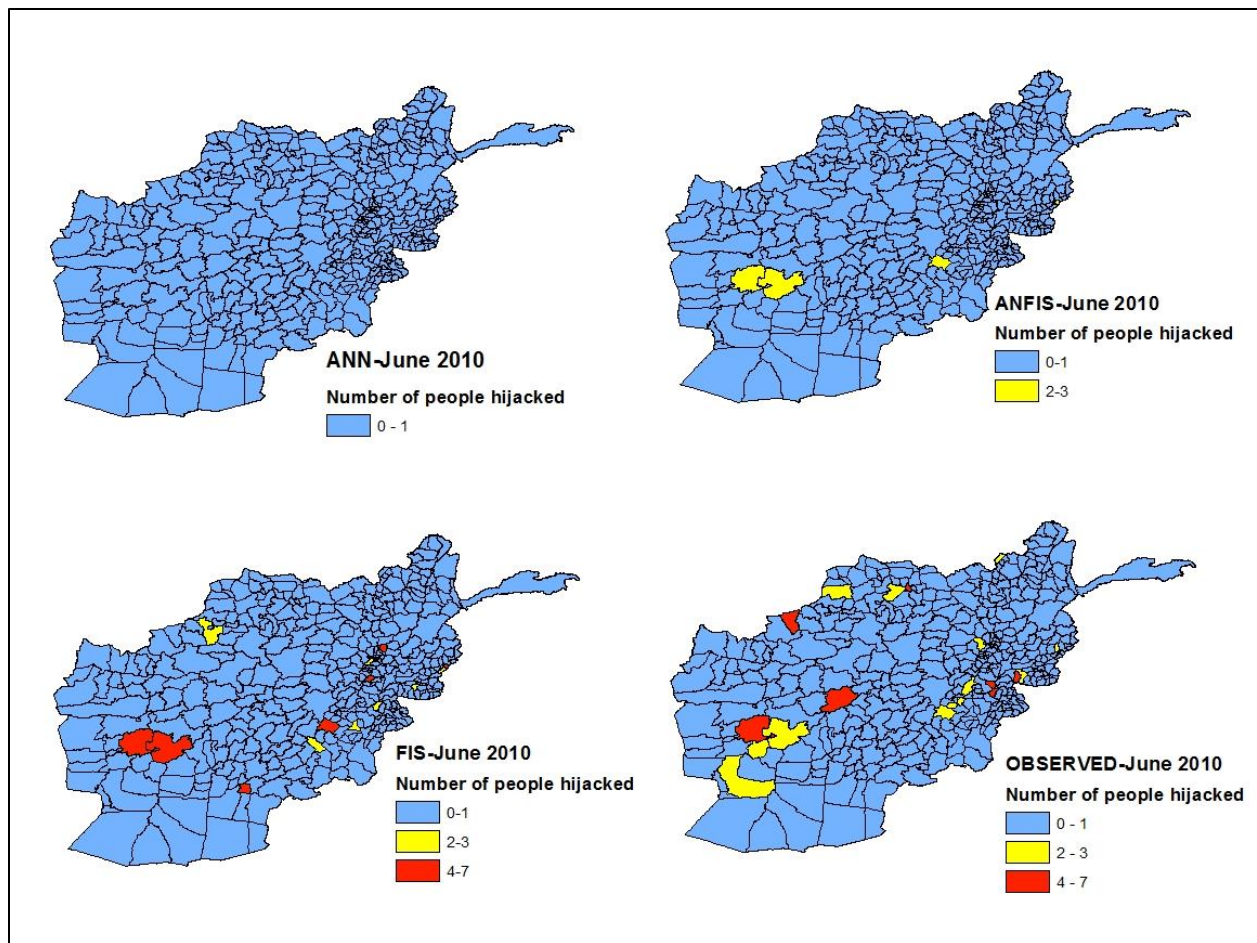 ANN-June 2010
Number of people hijacked
0 - 1
ANFIS-June 2010
Number of people hijacked
0-1
2-3
FIS-June 2010
Number of people hijacked
0-1
2-3
4-7
OBSERVED-June 2010
Number of people hijacked
0 - 1
2 - 3
4 - 7